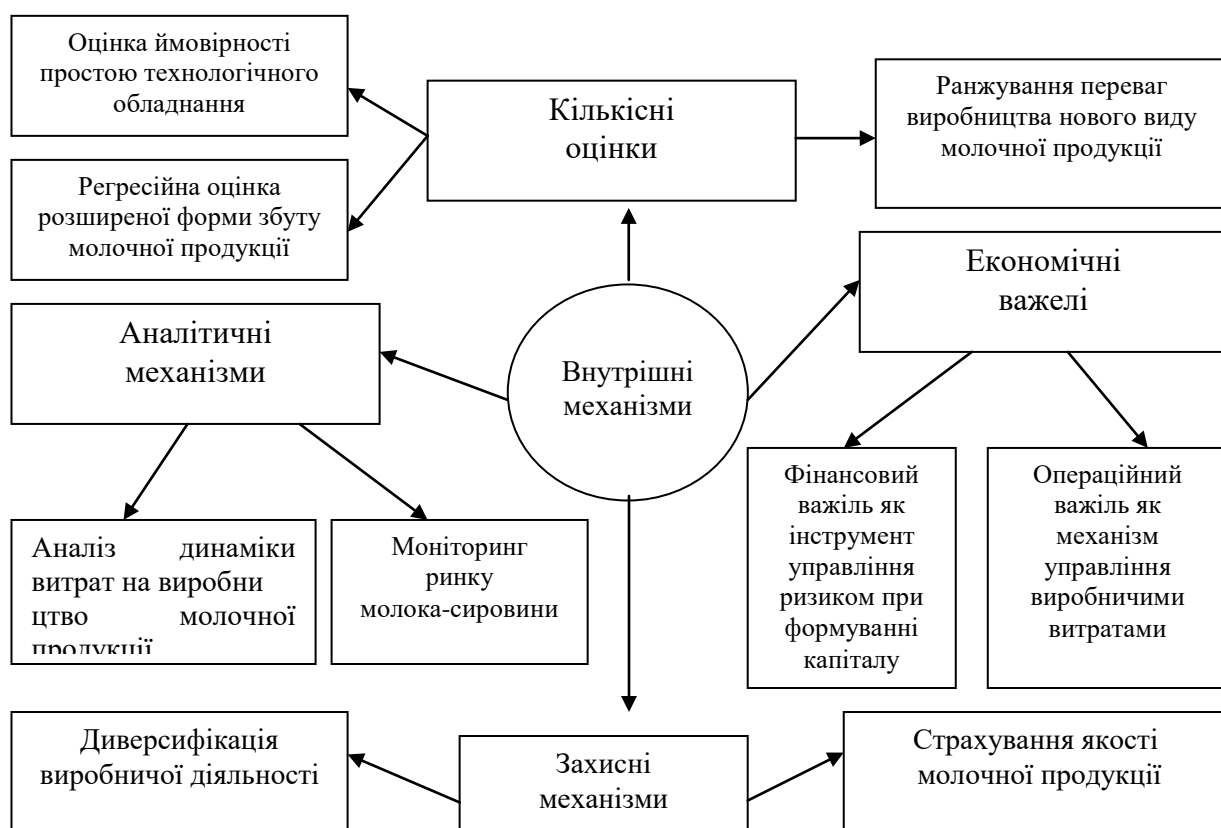 Оцінка ймовірності
простою технологічного
обладнання
Кількісні
оцінки
Ранжування переваг
виробництва нового виду
молочної продукції
Регресійна оцінка
розширеної форми збуту
молочної продукції
Економічні
важелі
Аналітичні
механізми
Внутрішні
механізми
Фінансовий
важіль як
інструмент
управління
ризиком при
формуванні
капіталу
Операційний
важіль як
механізм
управління
виробничими
витратами
Аналіз динаміки
витрат на виробни
цтво молочної
продукції
Моніторинг
ринку
молока-сировини
Диверсифікація
виробничої діяльності
Захисні
механізми
Страхування якості
молочної продукції